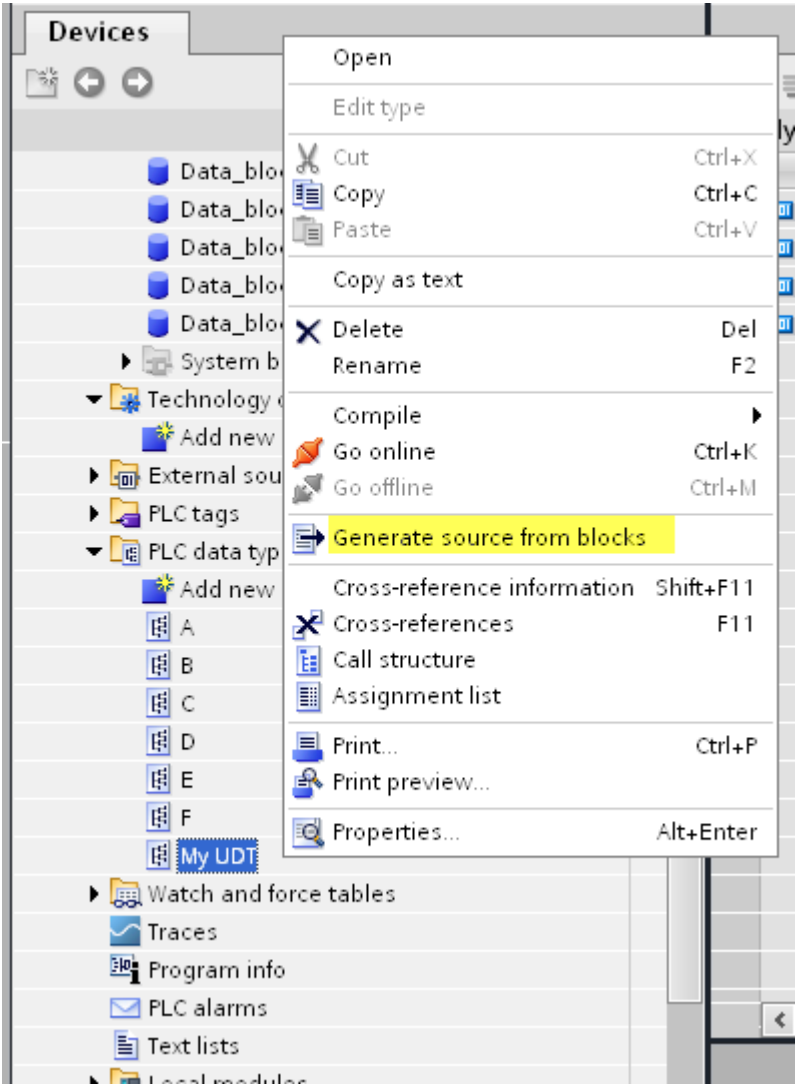 Devices
Open
Edit type
Cut Ctrl+X
Copy Ctrl+C
Paste Ctrl+V
Copy as text
Delete Del
Rename F2
Compile
Go online Ctrl+K
Go offline Ctrl+M
Generate source from blocks
Cross-reference information Shift+F11
Cross-references F11
Call structure
Assignment list
Print... Ctrl+P
Print preview...
Properties... Alt+Enter
Data_blo
Data_blo
Data_blo
Data_blo
Data_blo
System b
Technology
Add new
External sou
PLC tags
PLC data typ
Add new
A
B
C
D
E
F
My UDT
Watch and force tables
Traces
Program info
PLC alarms
Text lists
Local modules